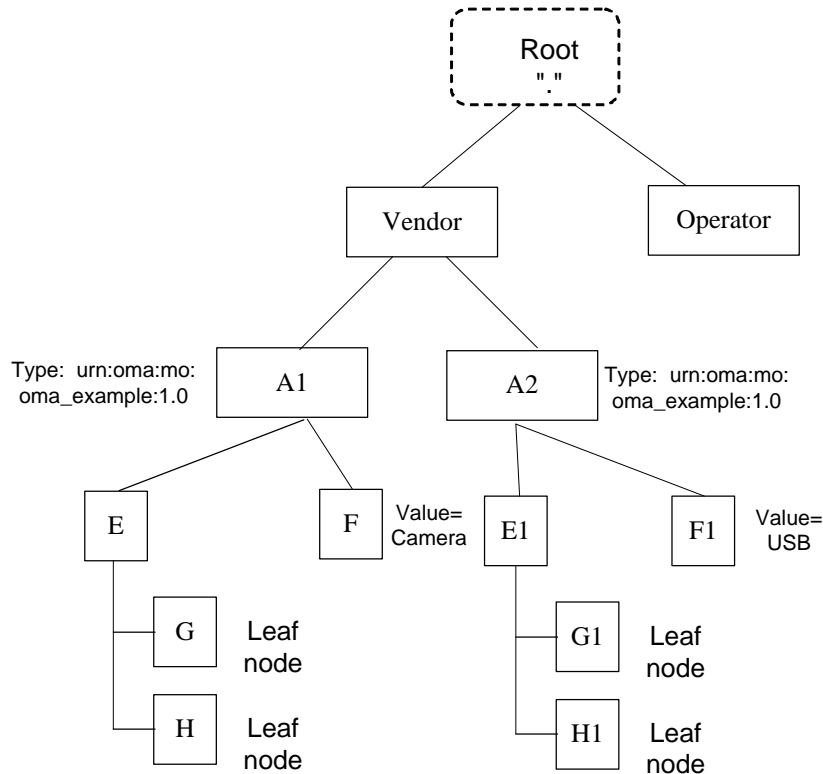 Root
"."
Vendor
Operator
Type: urn:oma:mo:
oma_example:1.0
A1
A2
Type: urn:oma:mo:
oma_example:1.0
E
F
Value=
Camera
E1
F1
Value=
USB
G
Leaf
node
G1
Leaf
node
H
Leaf
node
H1
Leaf
node